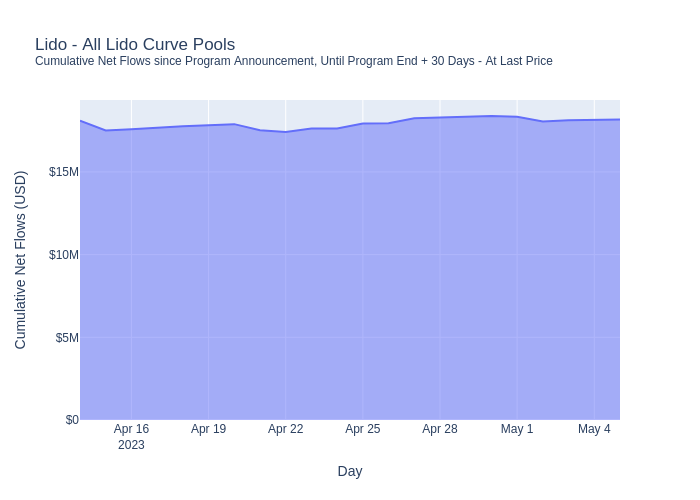 Lido - All Lido Curve Pools
Cumulative Net Flows since Program Announcement, Until Program End + 30 Days - At Last Price
Cumulative Net Flows (USD)
$15M
$10M
$5M
$0
Apr 16
2023
Apr 19
Apr 22
Apr 25
Apr 28
May 1
May 4
Day